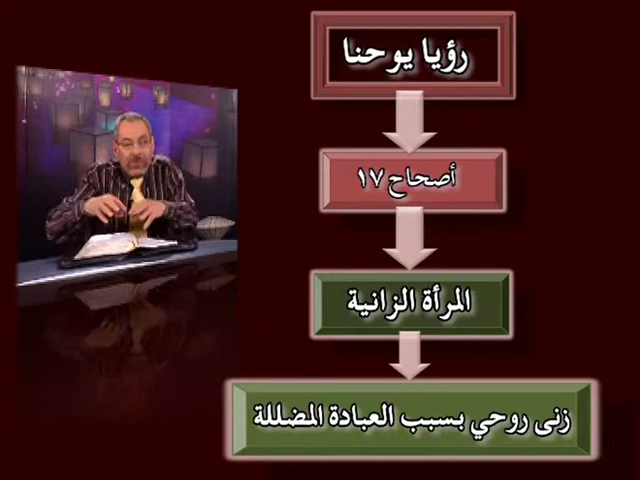 رؤيا يوحنا
أصحاح ١٧
المرأة الزانية
زنى روحي بسبب العبادة المضللة